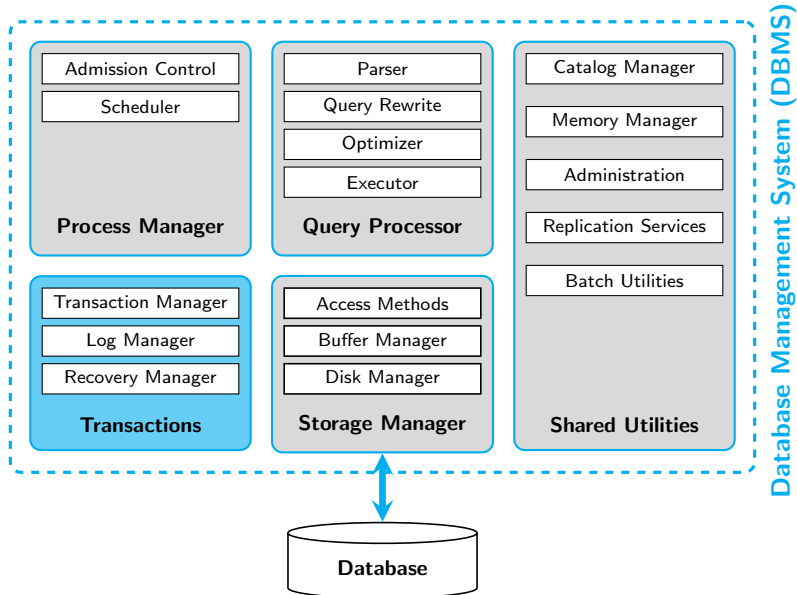 Admission Control
Scheduler
Process Manager
Parser
Query Rewrite
Optimizer
Executor
Query Processor
Catalog Manager
Memory Manager
Administration
Replication Services
Batch Utilities
Shared Utilities
Transaction Manager
Log Manager
Recovery Manager
Transactions
Access Methods
Buffer Manager
Disk Manager
Storage Manager
Database Management System (DBMS)
Database